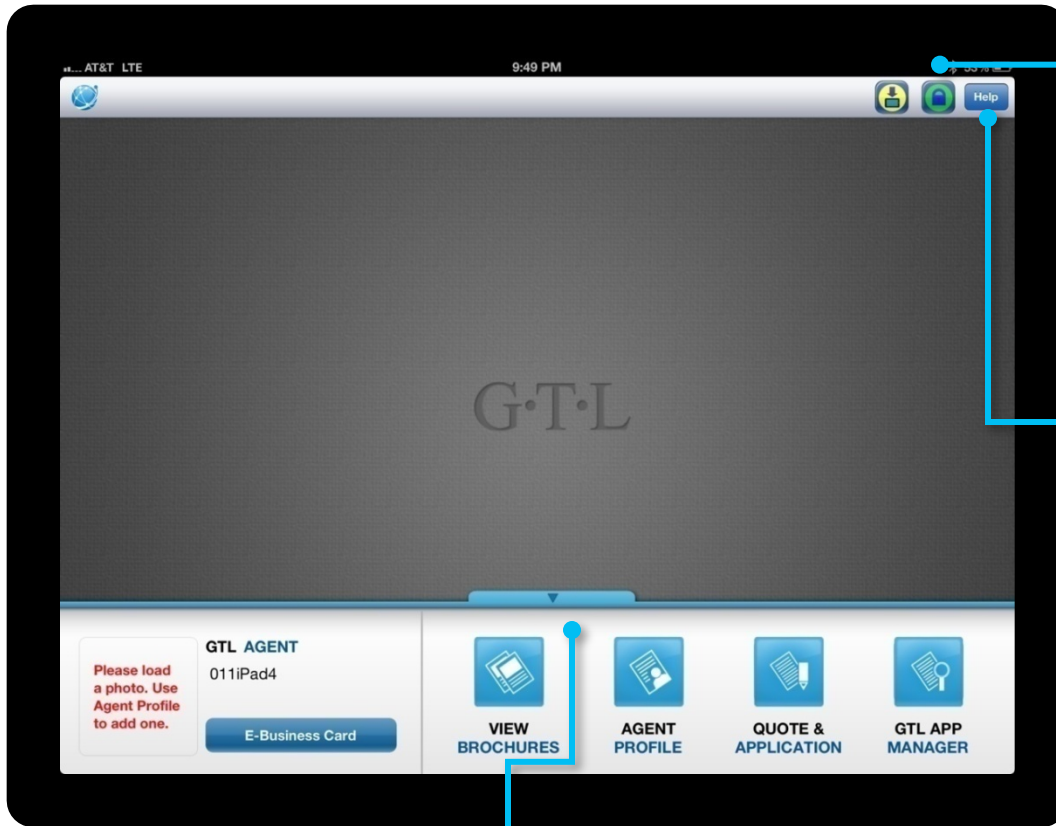 AT&T LTE
9:49 PM
53%
Help
G·T·L
Please load
a photo. Use
Agent Profile
to add one.
GTL AGENT
011iPad4
E-Business Card
VIEW
BROCHURES
AGENT
PROFILE
QUOTE &
APPLICATION
GTL APP
MANAGER